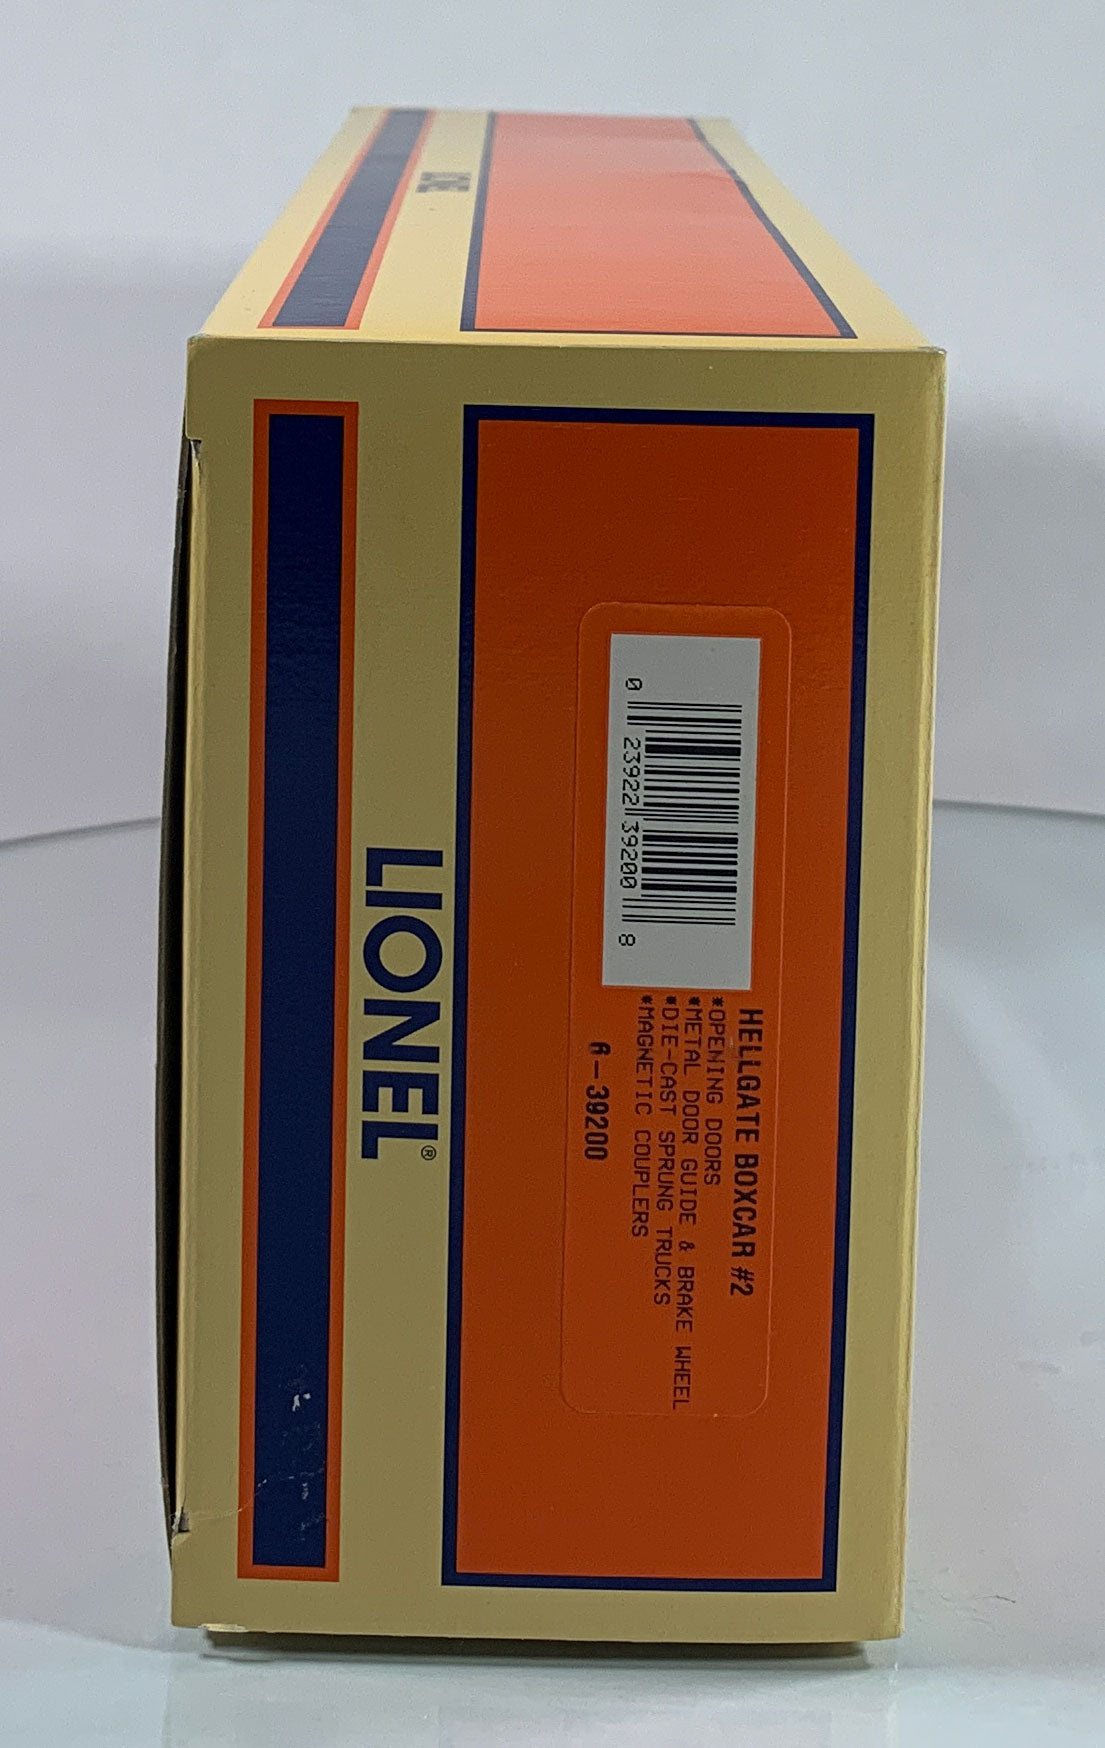 LIONEL®
HELLGATE BOXCAR #2
*OPENING DOORS
*METAL DOOR GUIDE & BRAKE WHEEL
*DIE-CAST SPRUNG TRUCKS
*MAGNETIC COUPLERS
6-39200
0 23922 39200 8